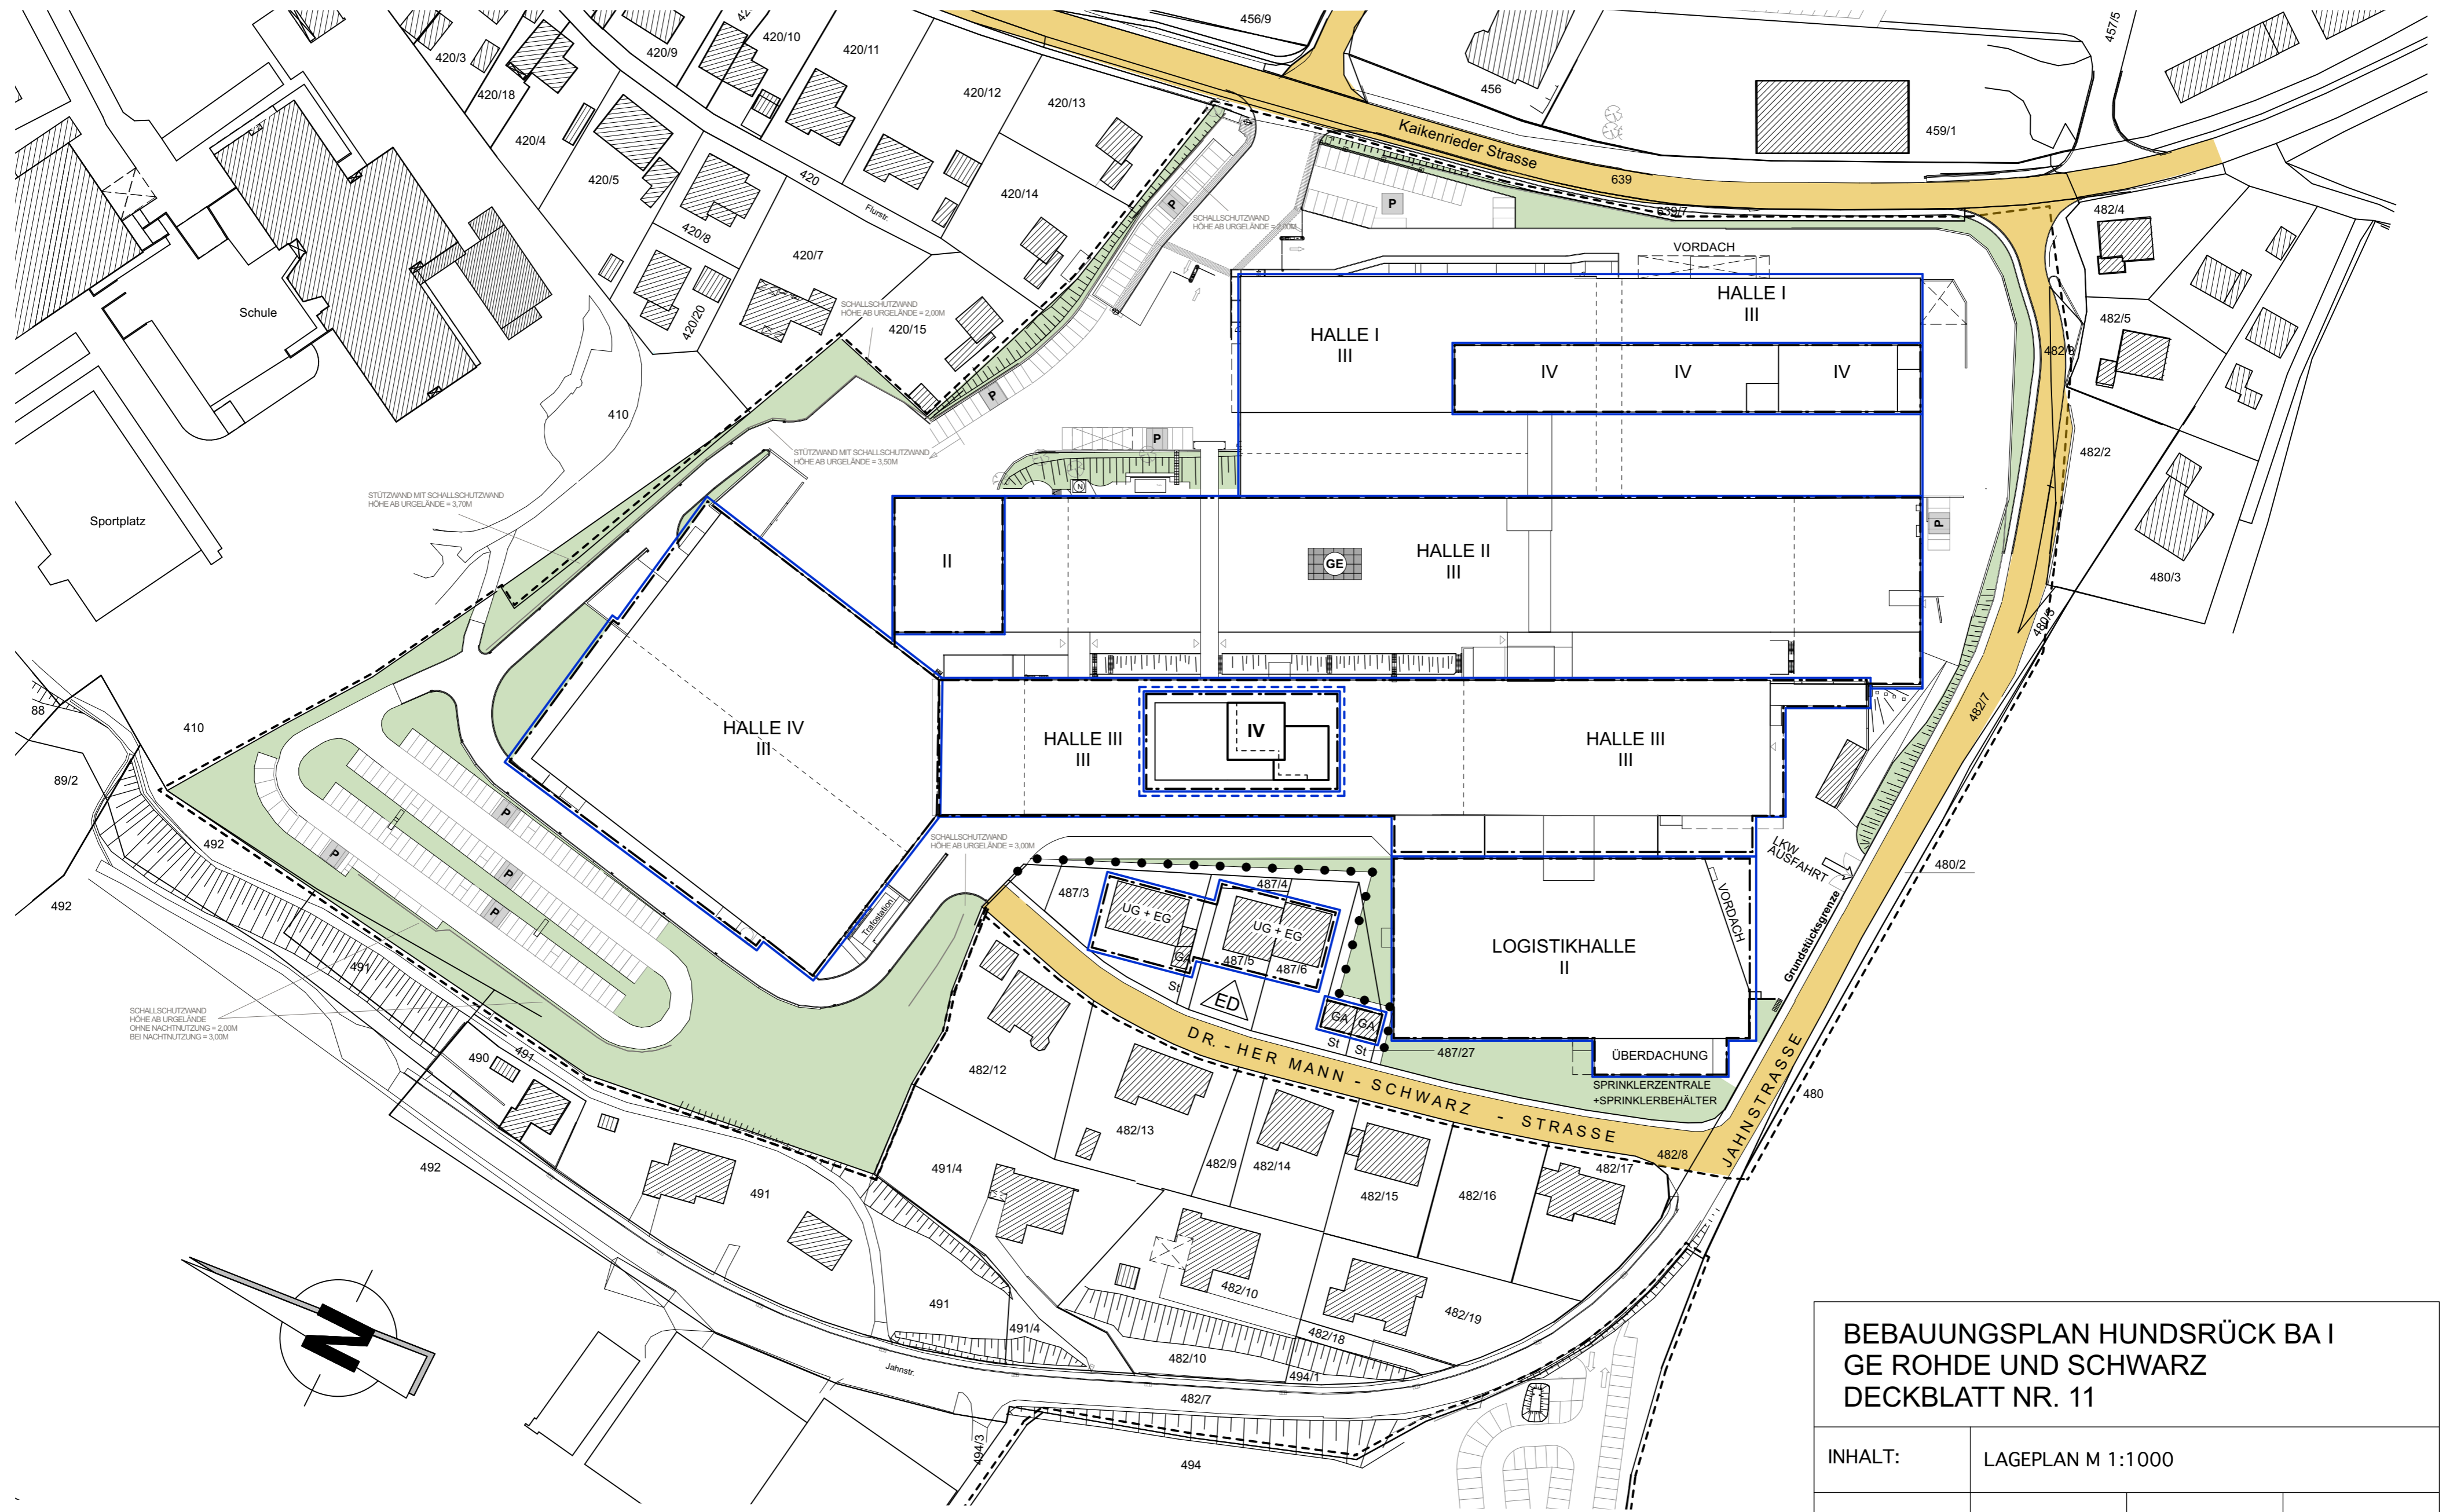 456/9
457/5
420/3
420/9
420/10
420/11
420/18
420/12
420/13
456
459/1
Kaikenrieder Strasse
420/4
420/5
420
639
Flurstr.
420/14
P
P
639/7
482/4
SCHALLSCHUTZWAND
HÖHE AB URGELÄNDE = 2,00M
420/8
420/7
VORDACH
Schule
SCHALLSCHUTZWAND
HÖHE AB URGELÄNDE = 2,00M
420/20
420/15
HALLE I
III
HALLE I
III
482/5
482/8
IV
IV
IV
410
P
P
STÜTZWAND MIT SCHALLSCHUTZWAND
HÖHE AB URGELÄNDE = 3,50M
482/2
STÜTZWAND MIT SCHALLSCHUTZWAND
HÖHE AB URGELÄNDE = 3,70M
N
Sportplatz
P
II
GE
HALLE II
III
480/3
480/5
88
410
HALLE IV
III
HALLE III
III
IV
HALLE III
III
482/7
89/2
P
492
P
P
P
SCHALLSCHUTZWAND
HÖHE AB URGELÄNDE = 3,00M
LKW
AUSFAHRT
480/2
492
487/3
487/4
UG + EG
UG + EG
Trafostation
VORDACH
Grundstücksgrenze
GA
487/5
487/6
LOGISTIKHALLE
II
491
St
ED
GA
GA
SCHALLSCHUTZWAND
HÖHE AB URGELÄNDE
OHNE NACHTNUTZUNG = 2,00M
BEI NACHTNUTZUNG = 3,00M
St
St
487/27
490
491
DR. - HER MANN - SCHWARZ - STRASSE
ÜBERDACHUNG
482/12
SPRINKLERZENTRALE
+SPRINKLERBEHÄLTER
JAHNSTRASSE
480
482/13
492
491/4
482/9
482/14
482/8
482/17
491
482/15
482/16
482/10
491
482/19
491/4
482/18
482/10
Jahnstr.
494/1
482/7
N
494/3
494
BEBAUUNGSPLAN HUNDSRÜCK BA I
GE ROHDE UND SCHWARZ
DECKBLATT NR. 11
INHALT:
LAGEPLAN M 1:1000